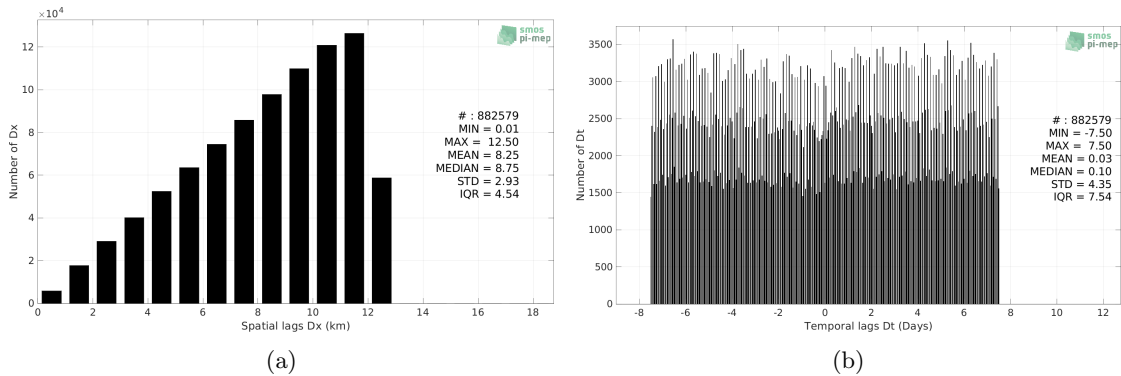 ×10⁴
12
10
8
6
4
2
0
Number of Dx
0 2 4 6 8 10 12 14 16 18
Spatial lags Dx (km)
smos
pi-mep
# : 882579
MIN = 0.01
MAX = 12.50
MEAN = 8.25
MEDIAN = 8.75
STD = 2.93
IQR = 4.54
(a)
3500
3000
2500
2000
1500
1000
500
0
Number of Dt
-8 -6 -4 -2 0 2 4 6 8 10 12
Temporal lags Dt (Days)
smos
pi-mep
# : 882579
MIN = -7.50
MAX = 7.50
MEAN = 0.03
MEDIAN = 0.10
STD = 4.35
IQR = 7.54
(b)